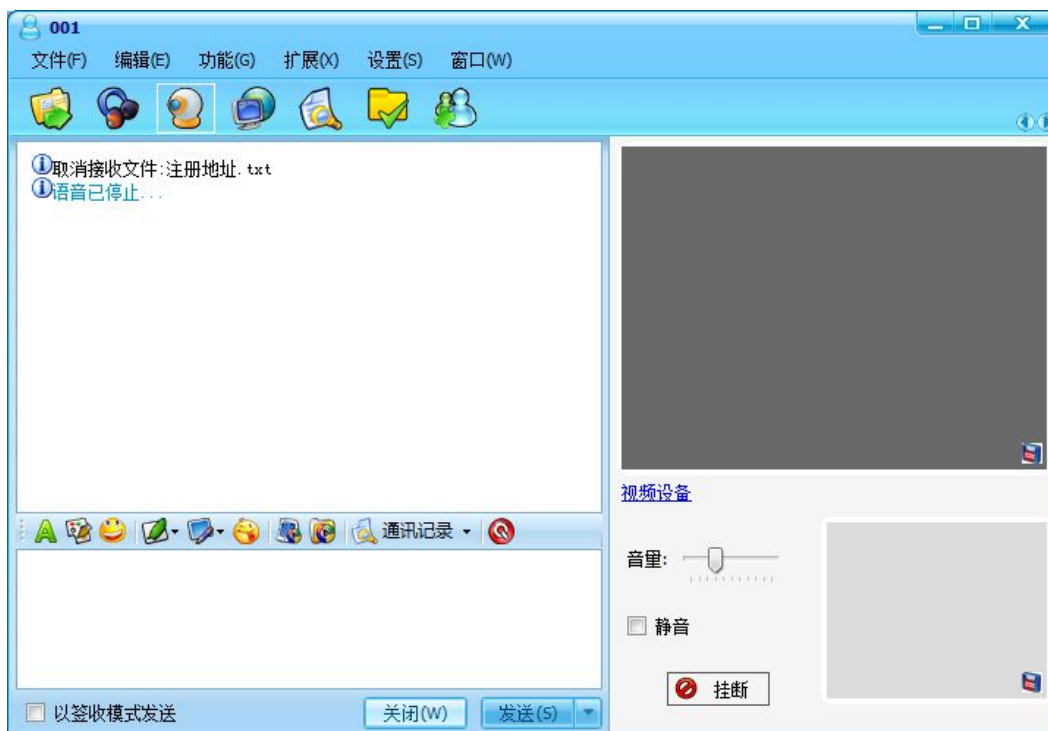 001
文件(F) 编辑(E) 功能(G) 扩展(X) 设置(S) 窗口(W)
取消接收文件:注册地址.txt
语音已停止...
视频设备
通讯记录
音量:
静音
挂断
以签收模式发送 关闭(W) 发送(S)